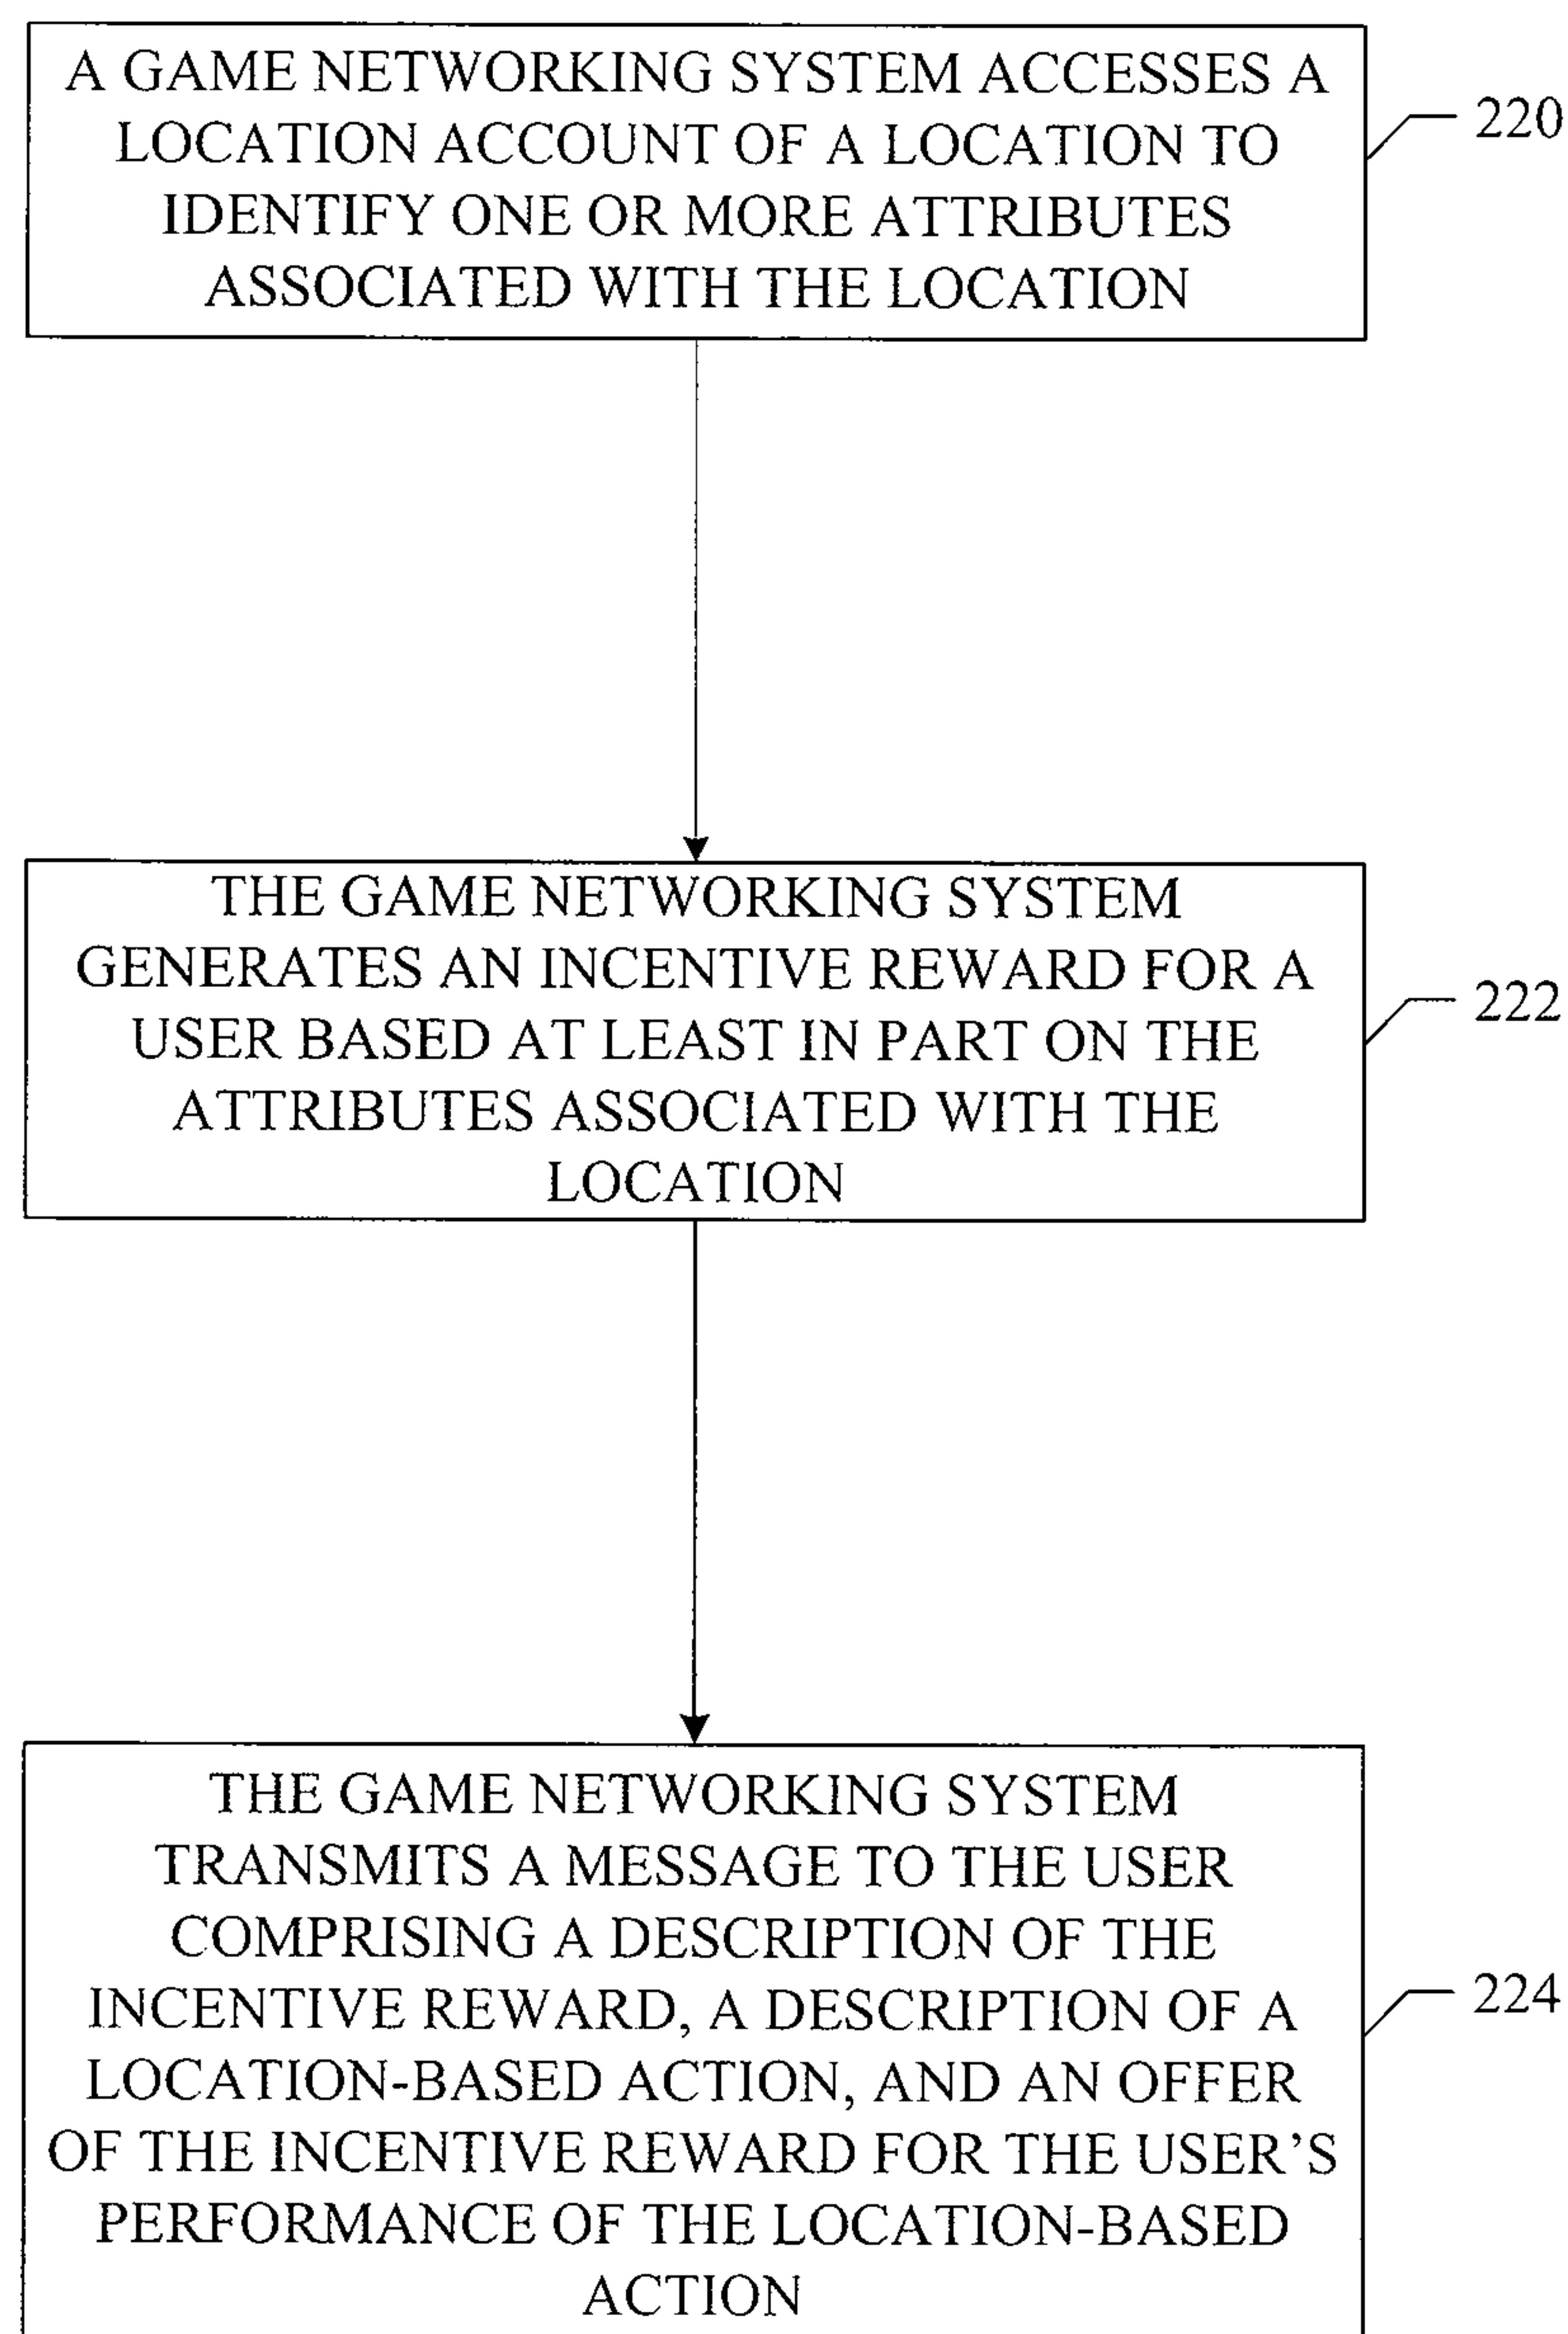 A GAME NETWORKING SYSTEM ACCESSES A
LOCATION ACCOUNT OF A LOCATION TO
IDENTIFY ONE OR MORE ATTRIBUTES
ASSOCIATED WITH THE LOCATION
220
THE GAME NETWORKING SYSTEM
GENERATES AN INCENTIVE REWARD FOR A
USER BASED AT LEAST IN PART ON THE
ATTRIBUTES ASSOCIATED WITH THE
LOCATION
222
THE GAME NETWORKING SYSTEM
TRANSMITS A MESSAGE TO THE USER
COMPRISING A DESCRIPTION OF THE
INCENTIVE REWARD, A DESCRIPTION OF A
LOCATION-BASED ACTION, AND AN OFFER
OF THE INCENTIVE REWARD FOR THE USER’S
PERFORMANCE OF THE LOCATION-BASED
ACTION
224